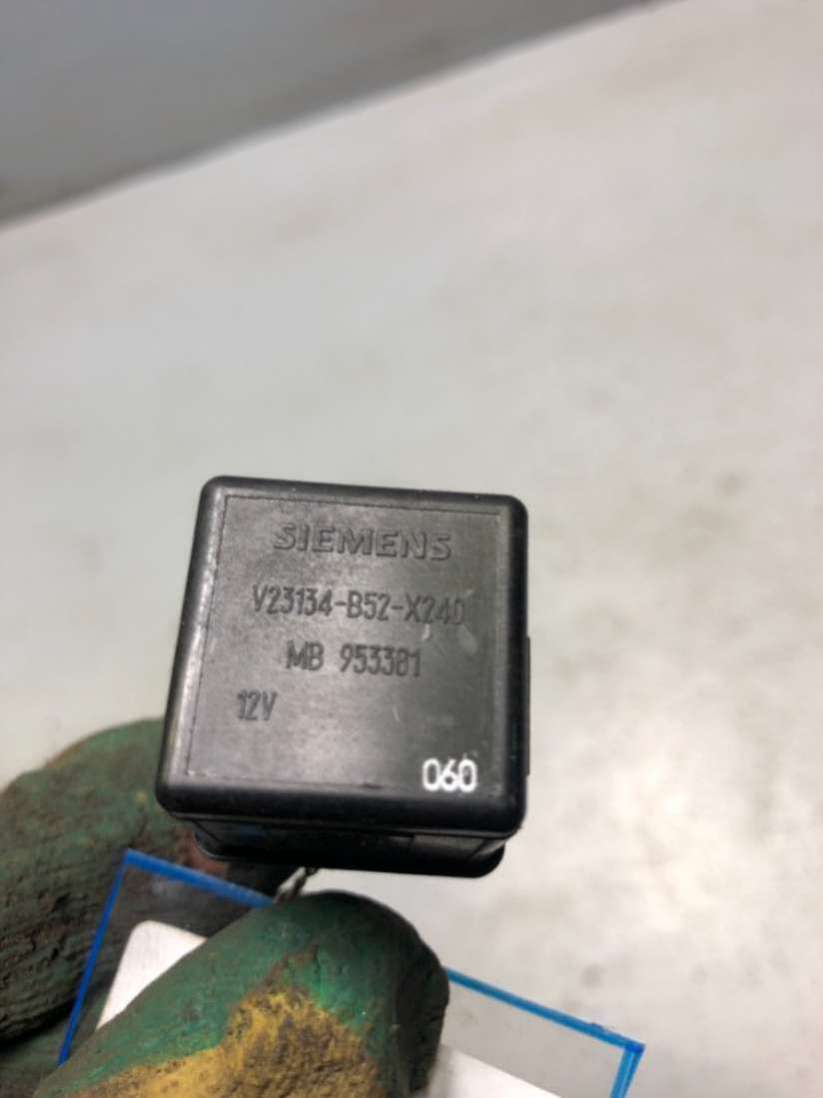 SIEMENS
V23134-B52-X240
MB 953381
12V
060